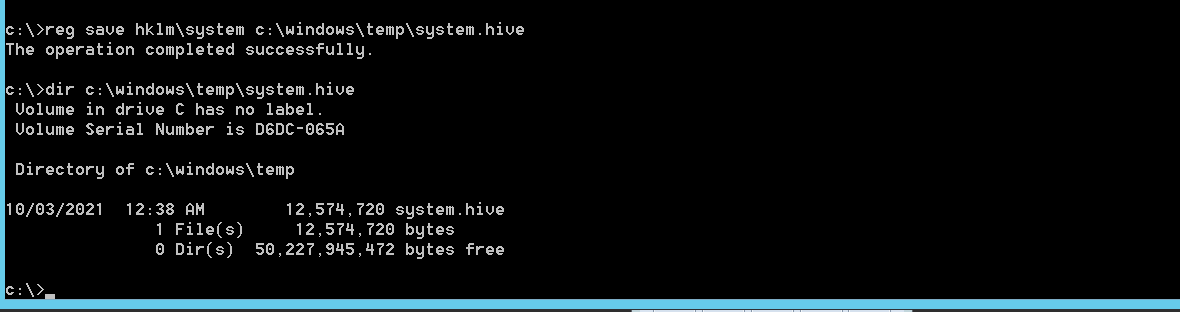 c:\>reg save hklm\system c:\windows\temp\system.hive
The operation completed successfully.
c:\>dir c:\windows\temp\system.hive
Volume in drive C has no label.
Volume Serial Number is D6DC-065A
Directory of c:\windows\temp
10/03/2021  12:38 AM        12,574,720 system.hive
1 File(s)     12,574,720 bytes
0 Dir(s)  50,227,945,472 bytes free
c:\>_